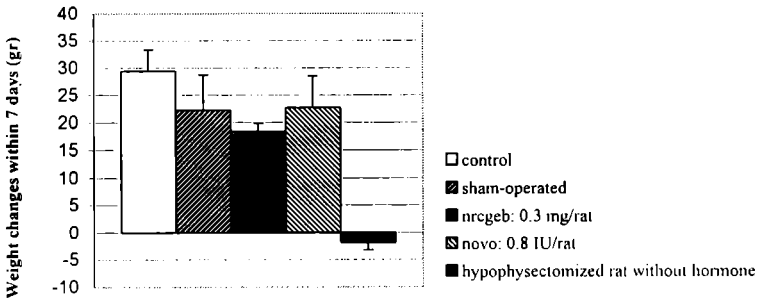 Weight changes within 7 days (gr)
40
35
30
25
20
15
10
5
0
-5
-10
control
sham-operated
nrcgeb: 0.3 mg/rat
novo: 0.8 IU/rat
hypophysectomized rat without hormone